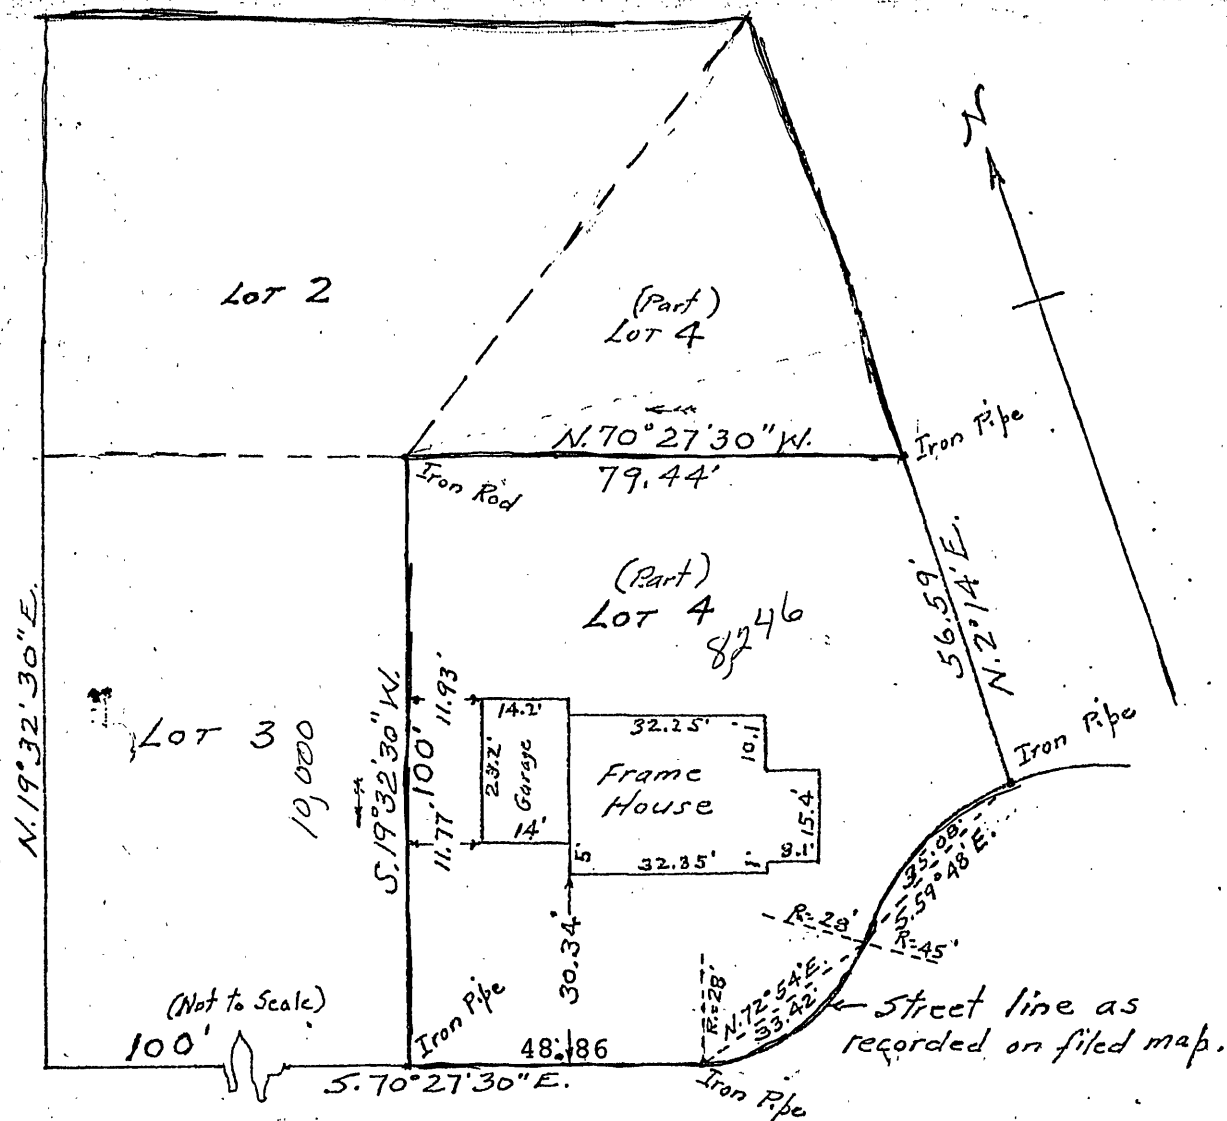 N
LOT 2
(Part)
LOT 4
N.70°27'30"W.
79.44'
Iron Pipe
Iron Rod
(Part)
LOT 4
8,246
56.59'
N.2°14'E.
Iron Pipe
N.19°32'30"E.
LOT 3
10,000
S.19°32'30"W.
100'
11.93'
11.77'
14.2'
23.2'
Garage
14'
32.25'
10.1'
Frame
House
15.4'
8.1'
1'
32.35'
5'
30.34'
35.08'
S.59°48'E.
R=28'
R=45'
R=28'
N.72°54'E.
33.42'
Street line as
recorded on filed map.
(Not to Scale)
100'
Iron Pipe
48.86
S.70°27'30"E.
Iron Pipe